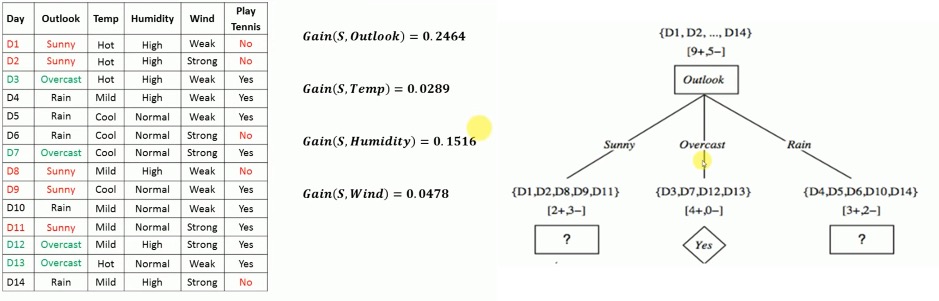 Day Outlook Temp Humidity Wind Play Tennis
D1 Sunny Hot High Weak No
D2 Sunny Hot High Strong No
D3 Overcast Hot High Weak Yes
D4 Rain Mild High Weak Yes
D5 Rain Cool Normal Weak Yes
D6 Rain Cool Normal Strong No
D7 Overcast Cool Normal Strong Yes
D8 Sunny Mild High Weak No
D9 Sunny Cool Normal Weak Yes
D10 Rain Mild Normal Weak Yes
D11 Sunny Mild Normal Strong Yes
D12 Overcast Mild High Strong Yes
D13 Overcast Hot Normal Weak Yes
D14 Rain Mild High Strong No
Gain(S, Outlook) = 0.2464
Gain(S, Temp) = 0.0289
Gain(S, Humidity) = 0.1516
Gain(S, Wind) = 0.0478
{D1, D2, ..., D14}
[9+,5−]
Outlook
Sunny Overcast Rain
{D1,D2,D8,D9,D11} {D3,D7,D12,D13} {D4,D5,D6,D10,D14}
[2+,3−] [4+,0−] [3+,2−]
? Yes ?